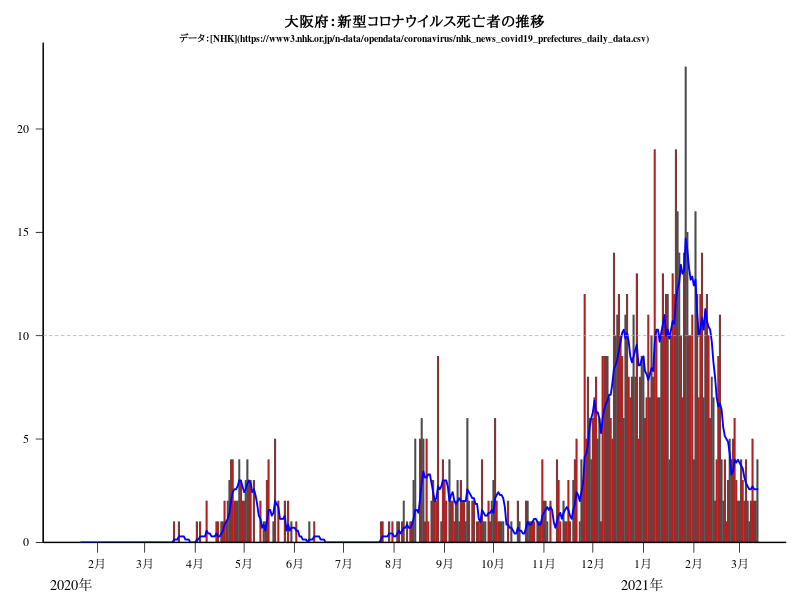 大阪府：新型コロナウイルス死亡者の推移
データ：[NHK](https://www3.nhk.or.jp/n-data/opendata/coronavirus/nhk_news_covid19_prefectures_daily_data.csv)
20
15
10
5
0
2月 3月 4月 5月 6月 7月 8月 9月 10月 11月 12月 1月 2月 3月
2020年 2021年